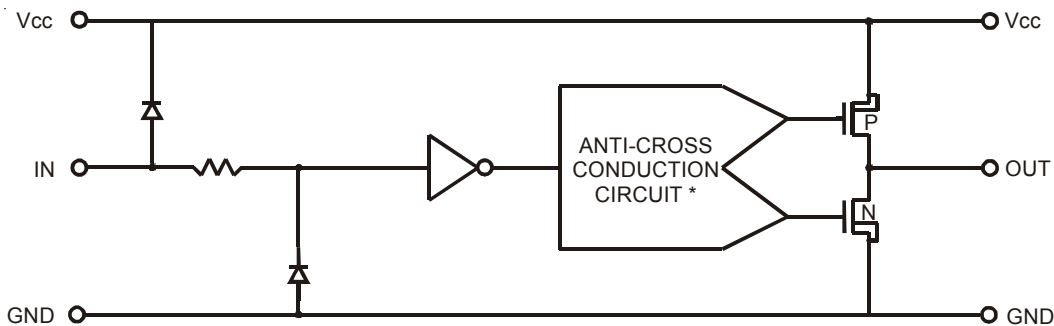 Vcc
Vcc
P
ANTI-CROSS
CONDUCTION
CIRCUIT *
IN
OUT
N
GND
GND